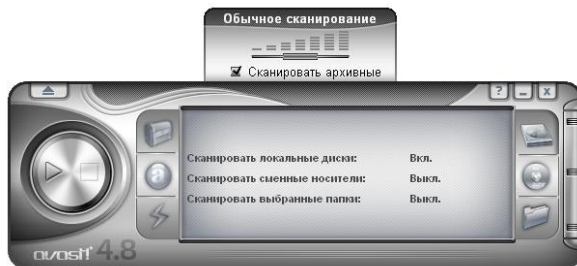 Обычное сканирование
Сканировать архивные
? _ x
Сканировать локальные диски: Вкл.
a
Сканировать сменные носители: Выкл.
Сканировать выбранные папки: Выкл.
avast! 4.8